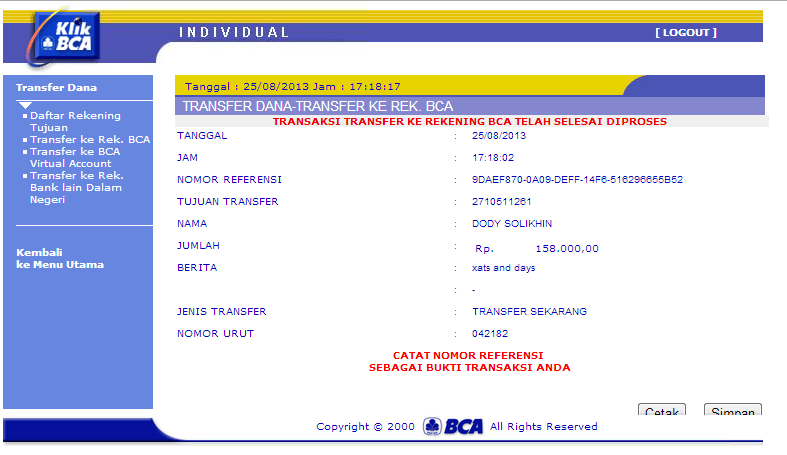 Klik BCA
INDIVIDUAL
[ LOGOUT ]
Transfer Dana
Daftar Rekening
Tujuan
Transfer ke Rek. BCA
Transfer ke BCA
Virtual Account
Transfer ke Rek.
Bank lain Dalam
Negeri
Kembali
ke Menu Utama
Tanggal : 25/08/2013 Jam : 17:18:17
TRANSFER DANA-TRANSFER KE REK. BCA
TRANSAKSI TRANSFER KE REKENING BCA TELAH SELESAI DIPROSES
TANGGAL : 25/08/2013
JAM : 17:18:02
NOMOR REFERENSI : 9DAEF870-0A09-DEFF-14F6-516296655B52
TUJUAN TRANSFER : 2710511261
NAMA : DODY SOLIKHIN
JUMLAH : Rp. 158.000,00
BERITA : xats and days
: -
JENIS TRANSFER : TRANSFER SEKARANG
NOMOR URUT : 042182
CATAT NOMOR REFERENSI
SEBAGAI BUKTI TRANSAKSI ANDA
Cetak Simpan
Copyright © 2000 BCA All Rights Reserved